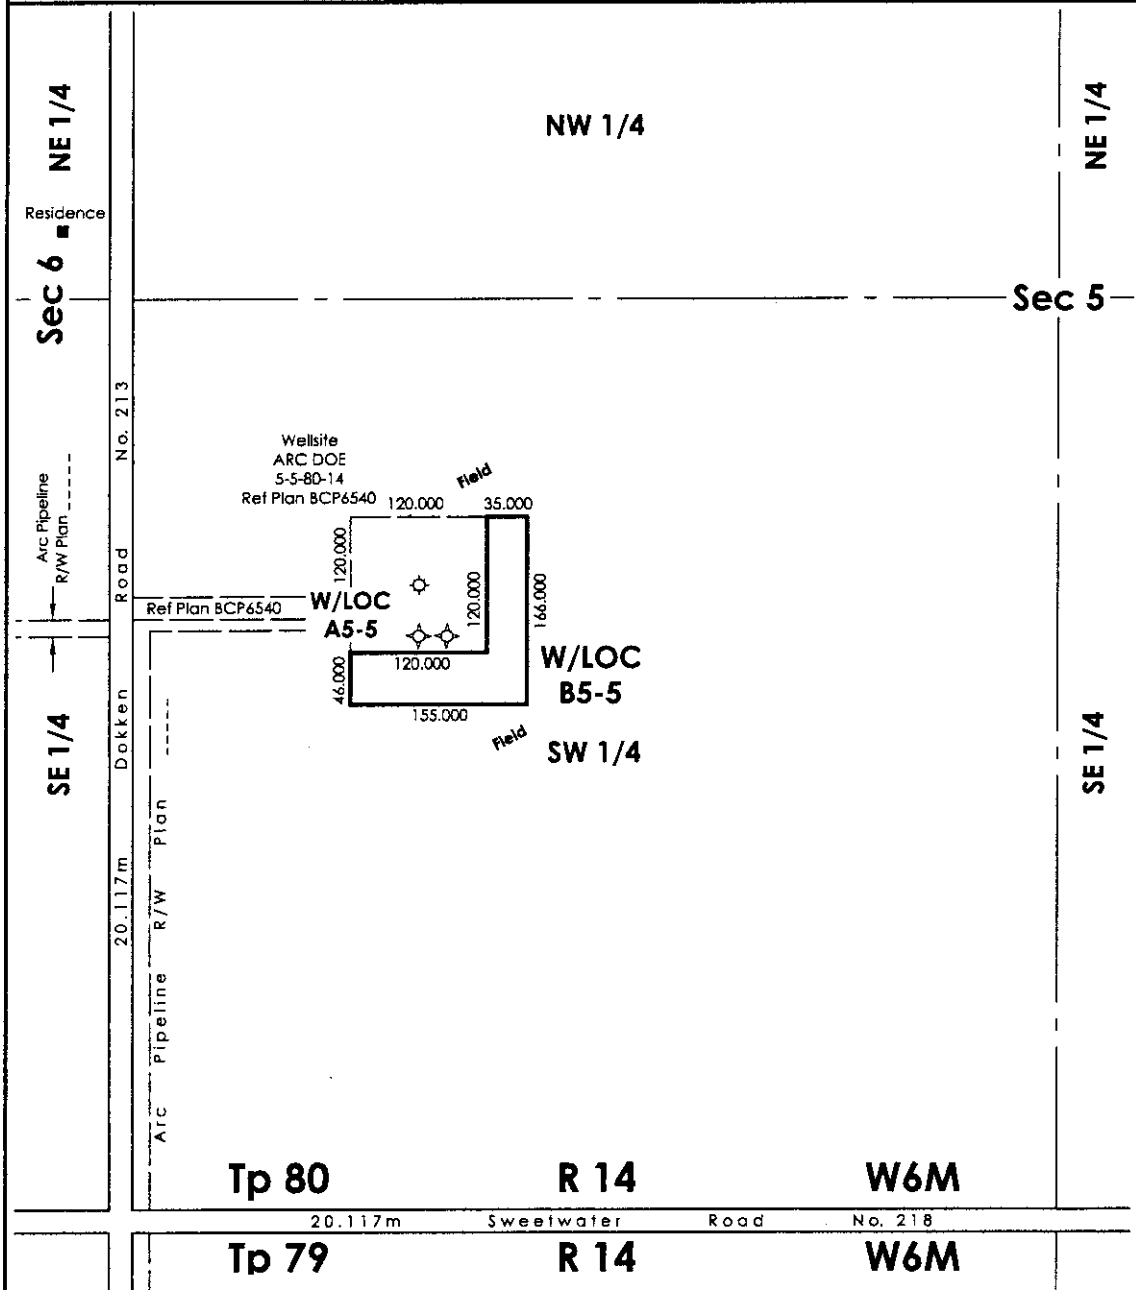 NE 1/4
NW 1/4
NE 1/4
Residence
Sec 6
Sec 5
No. 213
Wellsite
ARC DOE
5-5-80-14
Ref Plan BCP6540
Field
120.000
35.000
Arc Pipeline
R/W Plan
120.000
Road
120.000
166.000
Ref Plan BCP6540
W/LOC
A5-5
120.000
W/LOC
B5-5
46.000
155.000
Field
SW 1/4
SE 1/4
SE 1/4
Dokken
20.117m
Arc Pipeline R/W Plan
Tp 80 R 14 W6M
20.117m Sweetwater Road No. 218
Tp 79 R 14 W6M